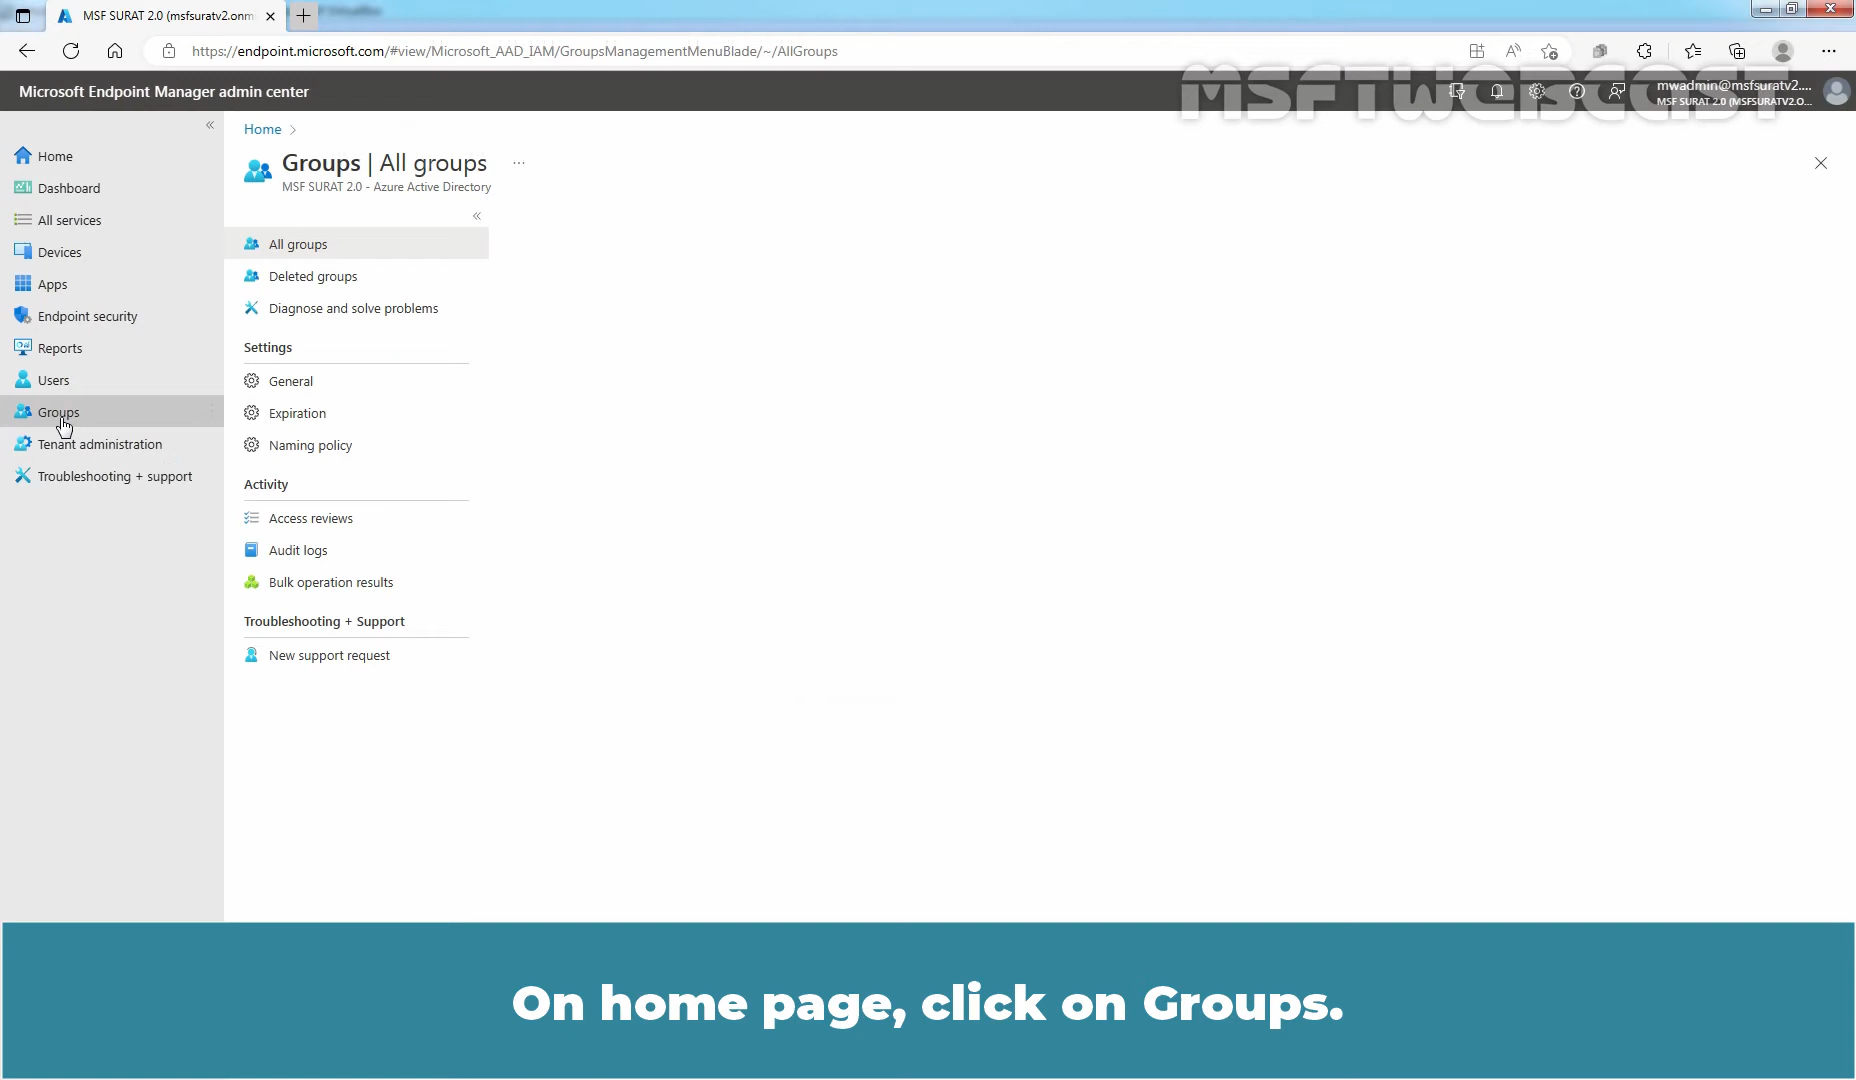 MSF SURAT 2.0 (msfsuratv2.onm
https://endpoint.microsoft.com/#view/Microsoft_AAD_IAM/GroupsManagementMenuBlade/~/AllGroups
MSFTWEBCAST
Microsoft Endpoint Manager admin center
mwadmin@msfsuratv2....
MSF SURAT 2.0 (MSFSURATV2.O...
Home
Dashboard
All services
Devices
Apps
Endpoint security
Reports
Users
Groups
Tenant administration
Troubleshooting + support
Home
Groups | All groups
MSF SURAT 2.0 - Azure Active Directory
All groups
Deleted groups
Diagnose and solve problems
Settings
General
Expiration
Naming policy
Activity
Access reviews
Audit logs
Bulk operation results
Troubleshooting + Support
New support request
On home page, click on Groups.